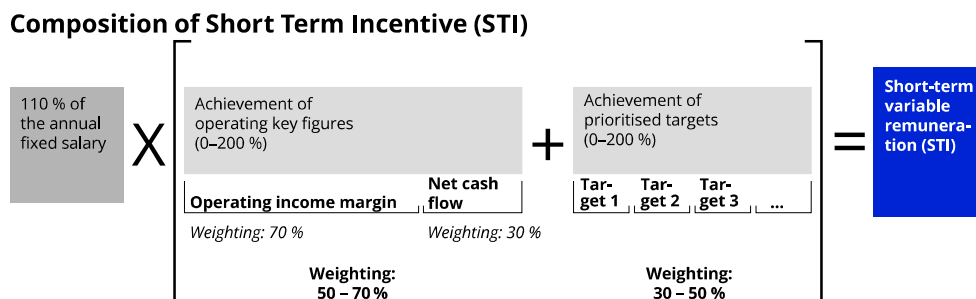 Composition of Short Term Incentive (STI)
110 % of
the annual
fixed salary
X
Achievement of
operating key figures
(0–200 %)
Operating income margin
Net cash
flow
Weighting: 70 %
Weighting: 30 %
Weighting:
50 – 70 %
+
Achievement of
prioritised targets
(0–200 %)
Tar-
get 1
Tar-
get 2
Tar-
get 3
...
Weighting:
30 – 50 %
=
Short-term
variable
remunera-
tion (STI)